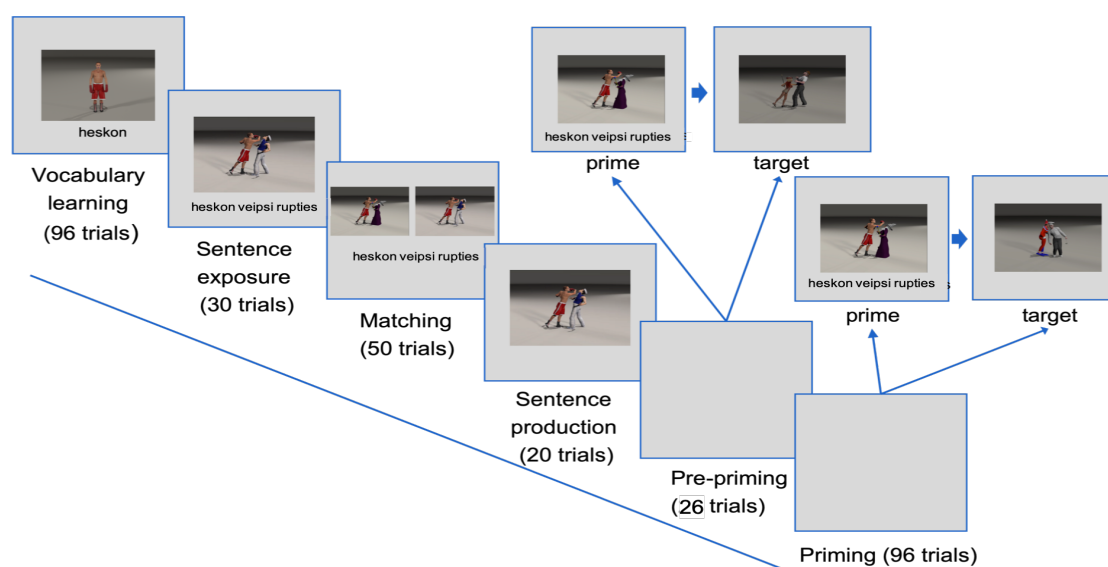 heskon
Vocabulary
learning
(96 trials)
heskon veipsi rupties
Sentence
exposure
(30 trials)
heskon veipsi rupties
Matching
(50 trials)
Sentence
production
(20 trials)
heskon veipsi rupties
prime
target
Pre-priming
(26 trials)
heskon veipsi rupties
prime
target
Priming (96 trials)